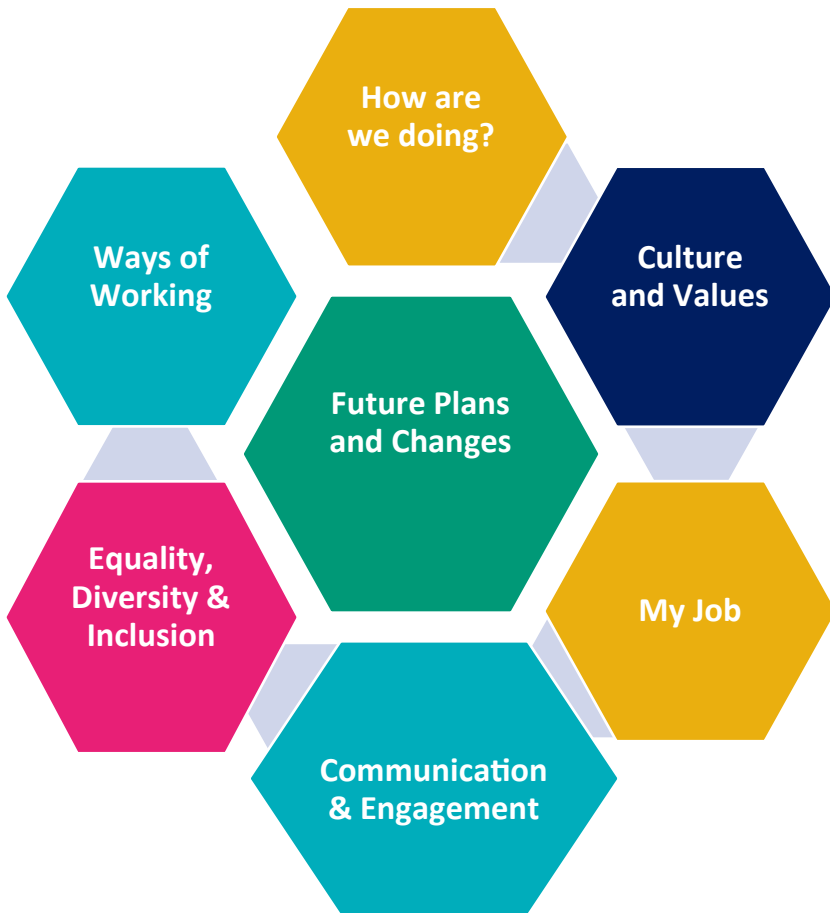 How are
we doing?
Ways of
Working
Culture
and Values
Future Plans
and Changes
Equality,
Diversity &
Inclusion
My Job
Communication
& Engagement